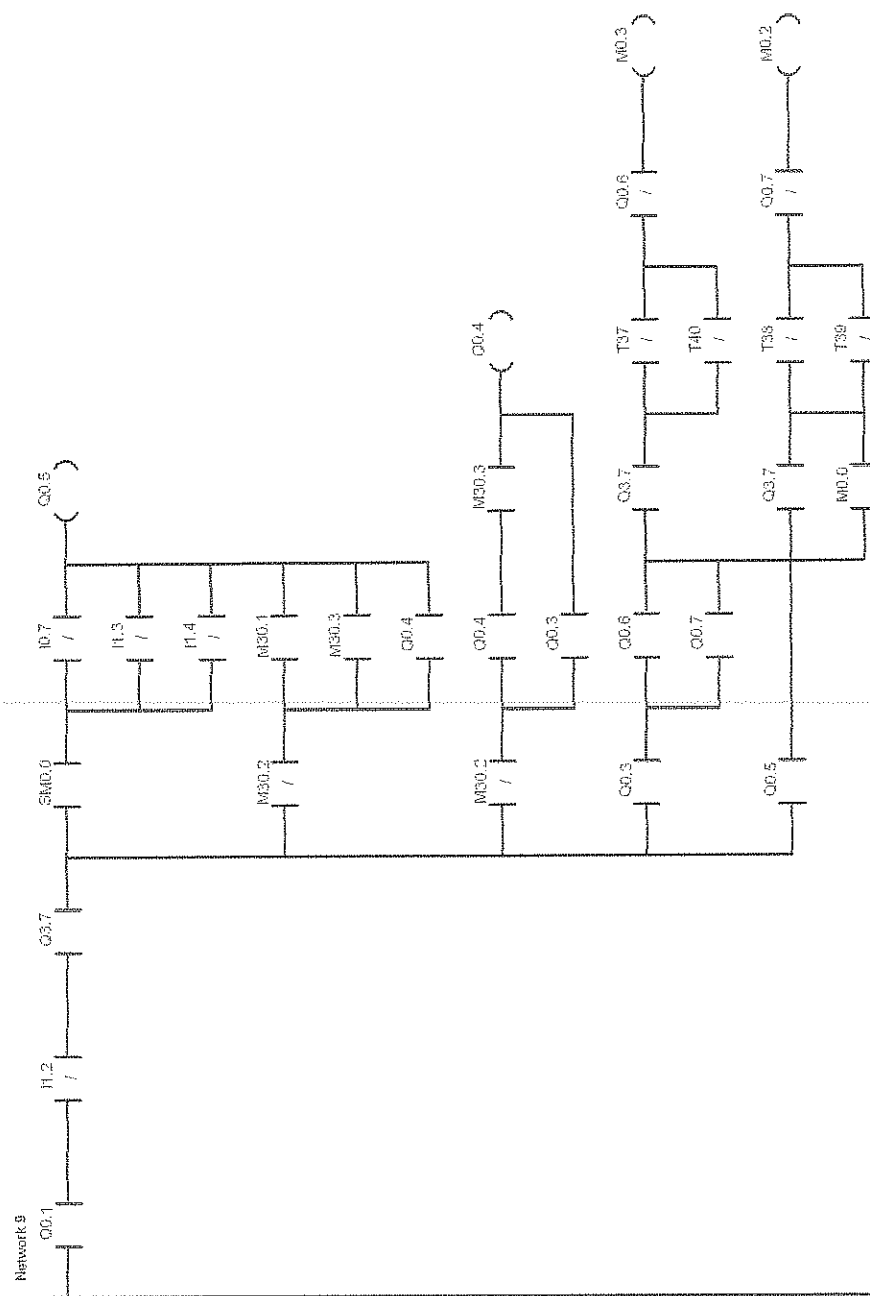 Network 9
Q0.1
I1.2
/
Q3.7
SM0.0
I0.7
/
Q0.5
I1.3
/
I1.4
/
M30.2
/
M30.1
M30.3
Q0.4
M30.2
/
Q0.4
M30.3
Q0.4
Q0.3
Q0.3
Q0.6
Q3.7
T37
/
Q0.6
/
M0.3
Q0.7
T40
/
Q0.5
Q3.7
T38
/
Q0.7
/
M0.2
M0.0
T39
/